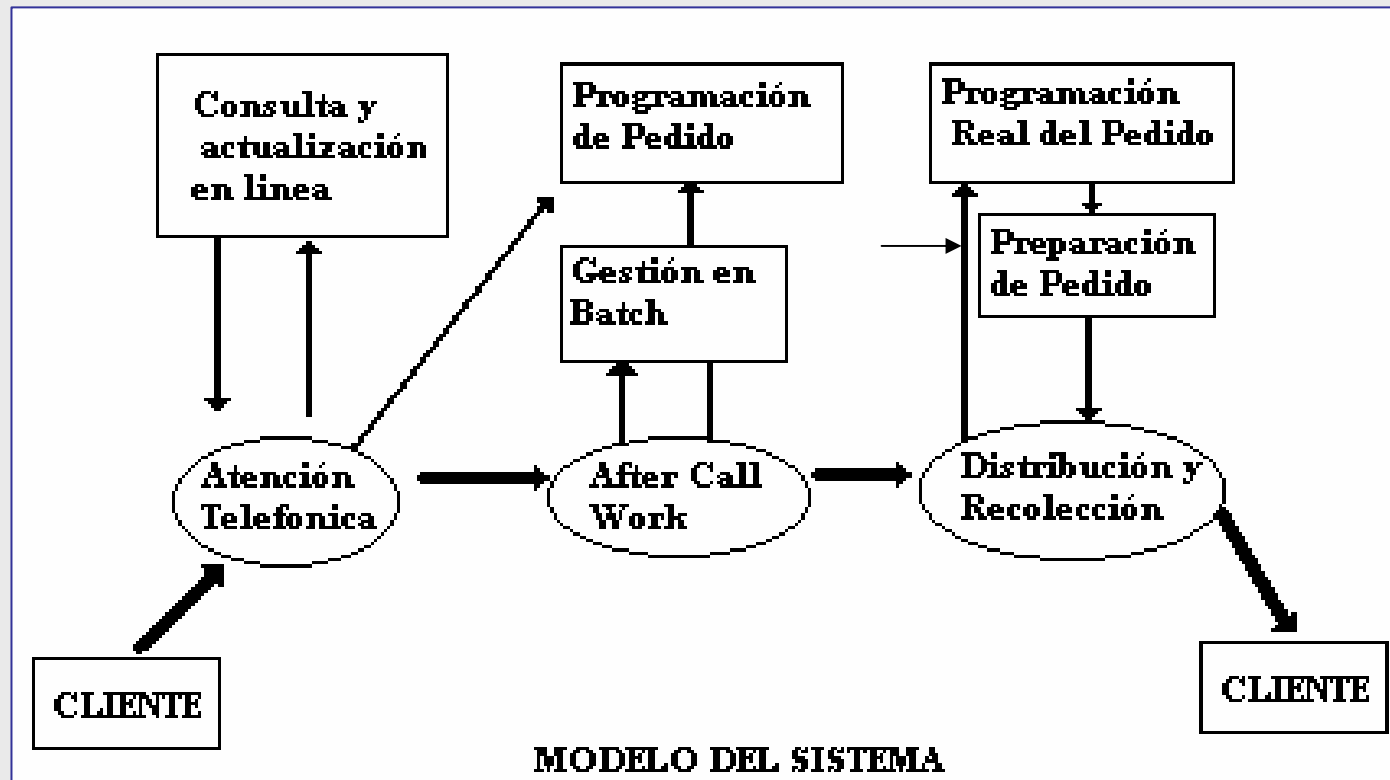 Consulta y
actualización
en linea
Programación
de Pedido
Programación
Real del Pedido
Gestión en
Batch
Preparación
de Pedido
Atención
Telefonica
After Call
Work
Distribución y
Recolección
CLIENTE
CLIENTE
MODELO DEL SISTEMA